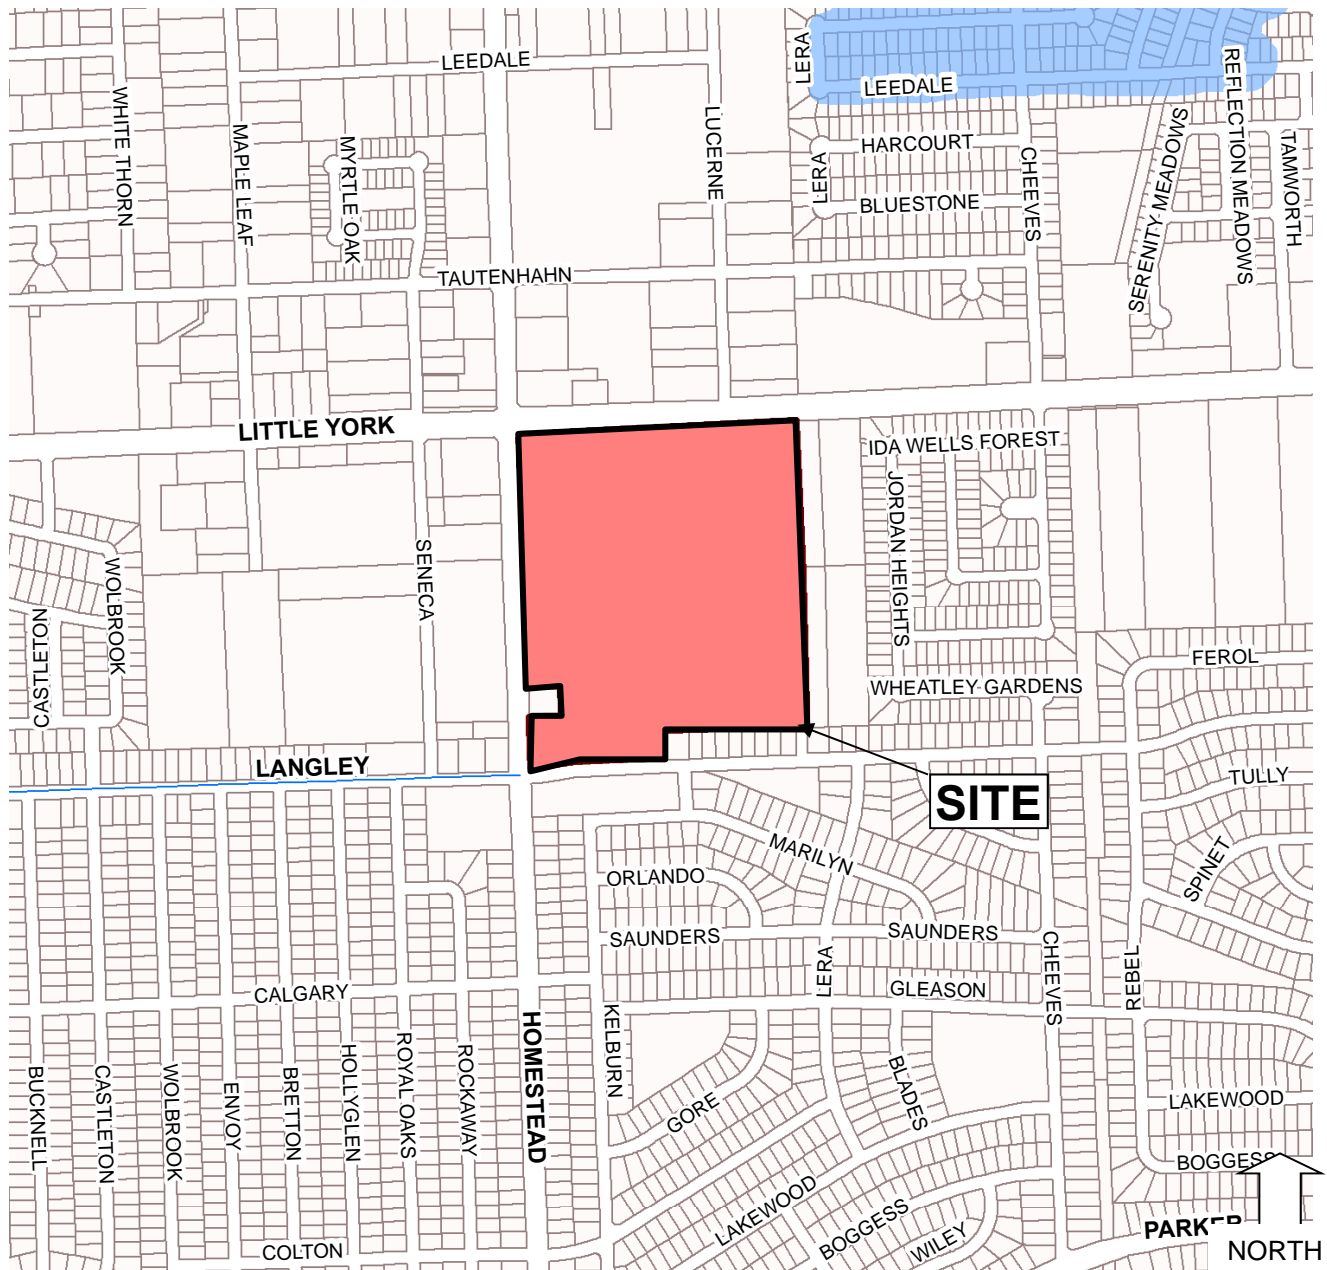 LEEDALE
LERA
LEEDALE
WHITE THORN
MAPLE LEAF
MYRTLE OAK
LUCERNE
LERA
HARCOURT
BLUESTONE
CHEEVES
SERENITY MEADOWS
REFLECTION MEADOWS
TAMWORTH
TAUTENHAHN
LITTLE YORK
IDA WELLS FOREST
JORDAN HEIGHTS
SENECA
WOLBROOK
CASTLETON
WHEATLEY GARDENS
FEROL
LANGLEY
SITE
TULLY
MARILYN
SPINET
ORLANDO
SAUNDERS
SAUNDERS
LERA
GLEASON
CHEEVES
REBEL
CALGARY
HOMESTEAD
KELBURN
BUCKNELL
CASTLETON
WOLBROOK
ENVOY
BRETTON
HOLLYGLEN
ROYAL OAKS
ROCKAWAY
GORE
BLADES
LAKEWOOD
BOGGESS
LAKEWOOD
BOGGESS
WILEY
PARKER
COLTON
NORTH